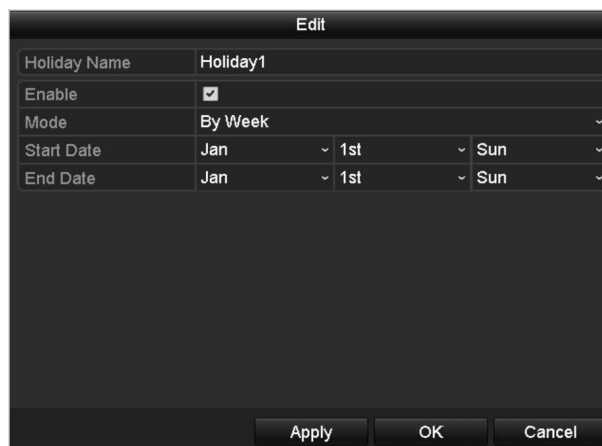 Edit
Holiday Name Holiday1
Enable
Mode By Week
Start Date Jan 1st Sun
End Date Jan 1st Sun
Apply OK Cancel